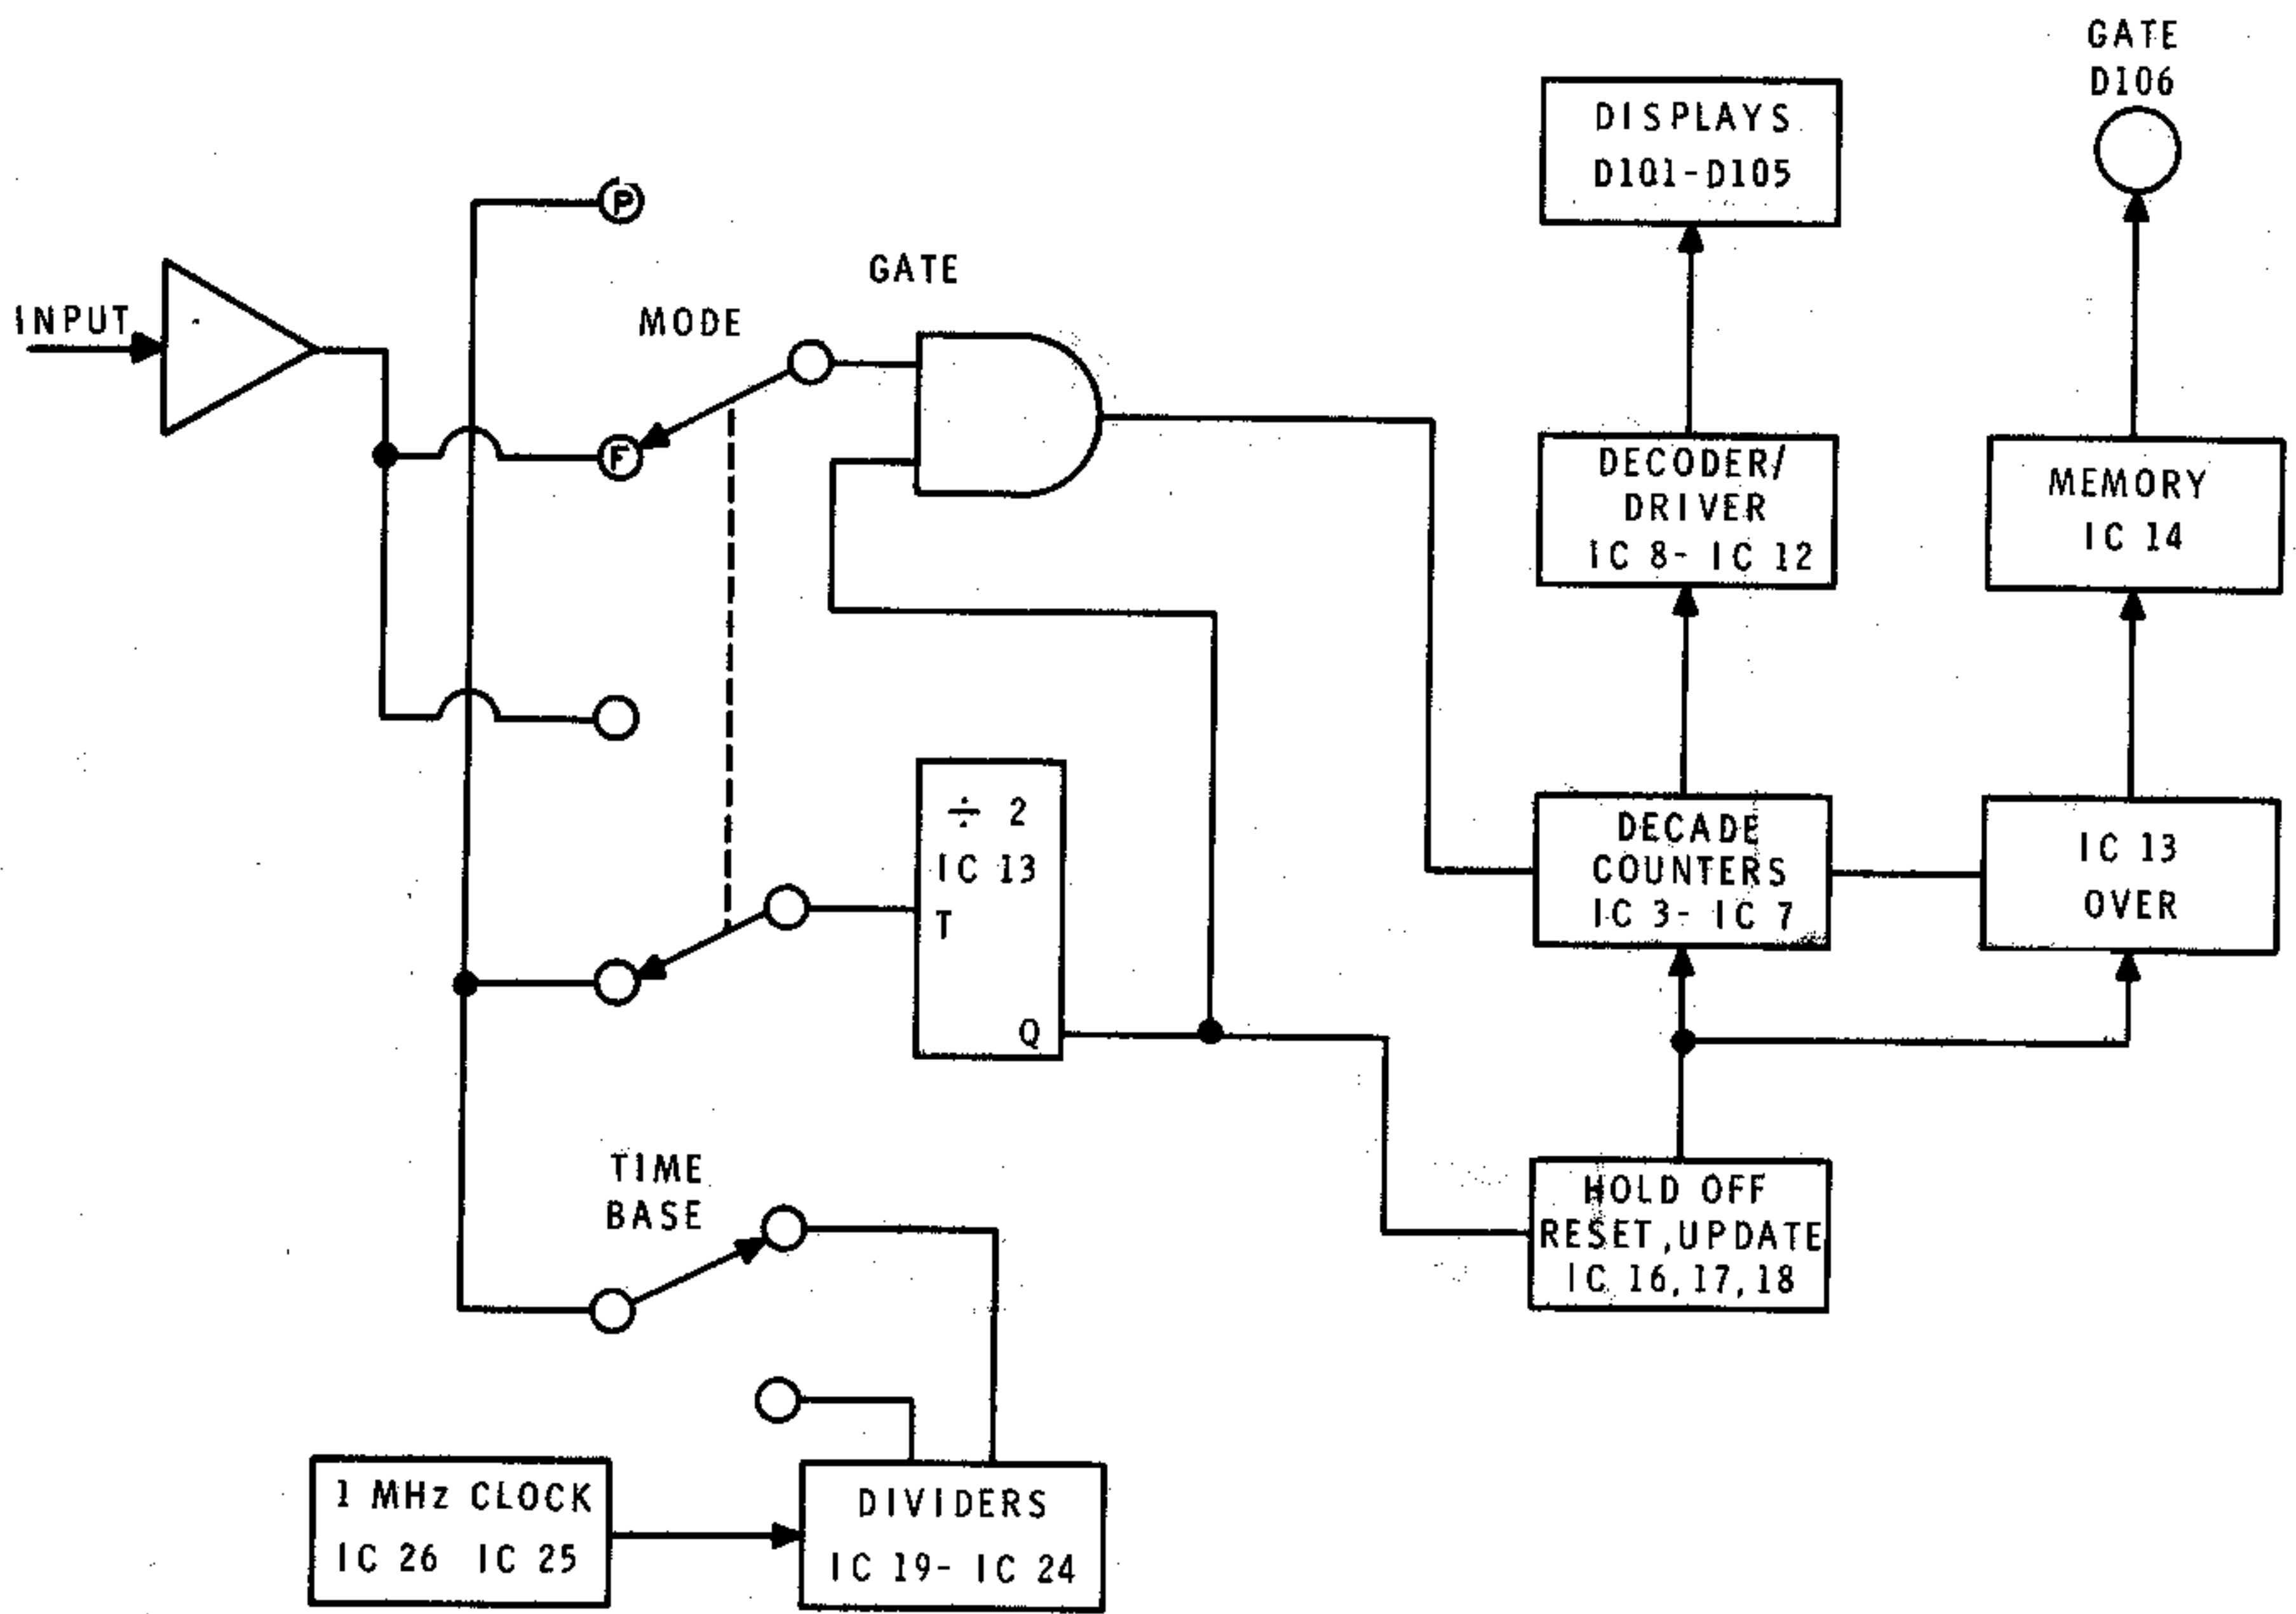 GATE
D106
DISPLAYS
D101-D105
P
GATE
INPUT
MODE
F
DECODER/
DRIVER
IC 8- IC 12
MEMORY
IC 14
÷ 2
IC 13
T
Q
DECADE
COUNTERS
IC 3- IC 7
IC 13
OVER
TIME
BASE
HOLD OFF
RESET, UPDATE
IC 16, 17, 18
1 MHz CLOCK
IC 26 IC 25
DIVIDERS
IC 19- IC 24